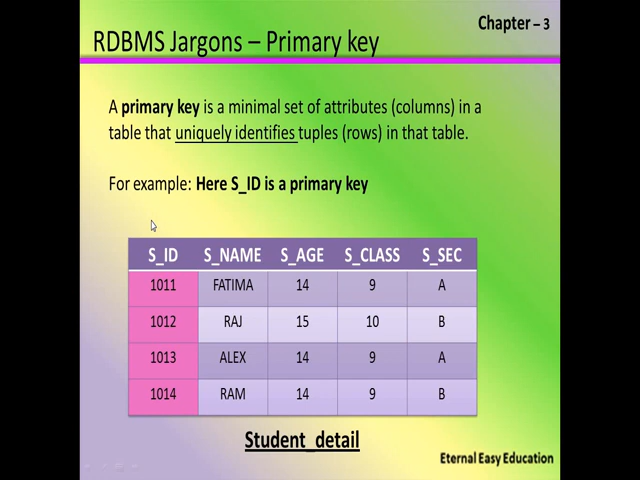 Chapter – 3
RDBMS Jargons – Primary key
A primary key is a minimal set of attributes (columns) in a
table that uniquely identifies tuples (rows) in that table.
For example: Here S_ID is a primary key
S_ID S_NAME S_AGE S_CLASS S_SEC
1011 FATIMA 14 9 A
1012 RAJ 15 10 B
1013 ALEX 14 9 A
1014 RAM 14 9 B
Student_detail
Eternal Easy Education